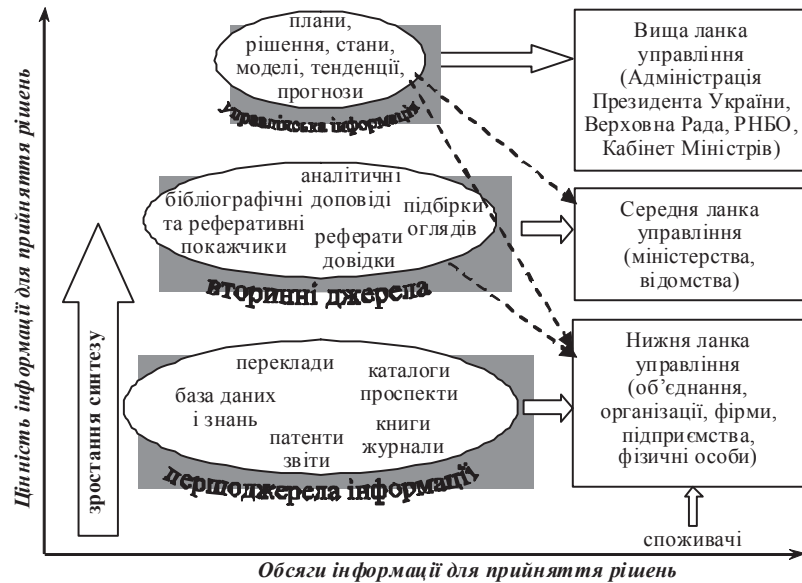 Цінність інформації для прийняття рішень
зростання синтезу
плани,
рішення, стани,
моделі, тенденції,
прогнози
управлінська інформація
Вища ланка
управління
(Адміністрація
Президента України,
Верховна Рада, РНБО,
Кабінет Міністрів)
аналітичні
доповіді
бібліографічні
та реферативні
покажчики
підбірки
оглядів
реферати
довідки
вторинні джерела
Середня ланка
управління
(міністерства,
відомства)
переклади
каталоги
проспекти
база даних
і знань
книги
журнали
патенти
звіти
першоджерела інформації
Нижня ланка
управління
(об’єднання,
організації, фірми,
підприємства,
фізичні особи)
споживачі
Обсяги інформації для прийняття рішень